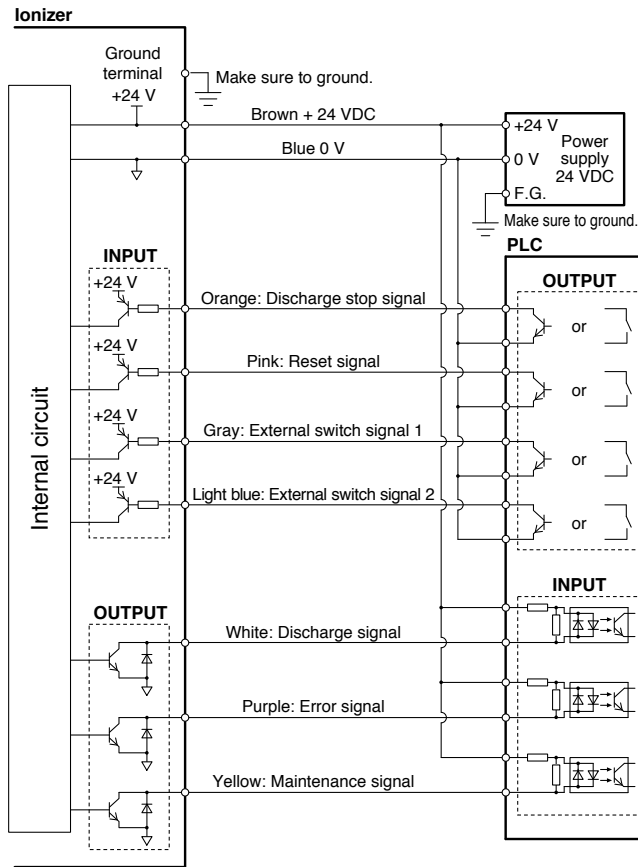 Ionizer
Ground
terminal
Make sure to ground.
+24 V
Brown + 24 VDC
+24 V
Power
supply
24 VDC
Blue 0 V
0 V
F.G.
Make sure to ground.
PLC
INPUT
OUTPUT
+24 V
Orange: Discharge stop signal
or
+24 V
Pink: Reset signal
or
+24 V
Gray: External switch signal 1
or
+24 V
Light blue: External switch signal 2
or
Internal circuit
INPUT
OUTPUT
White: Discharge signal
Purple: Error signal
Yellow: Maintenance signal